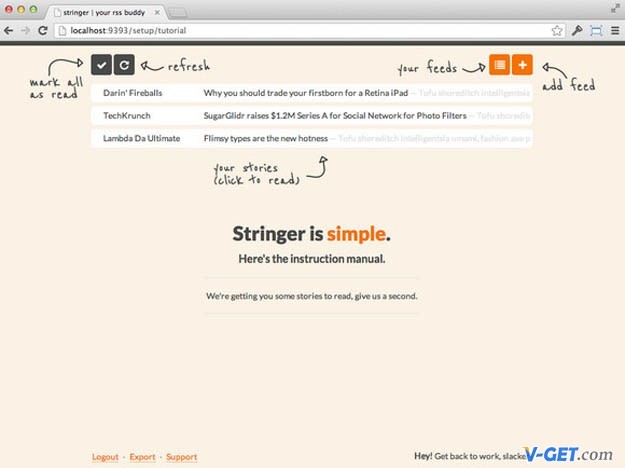 stringer | your rss buddy
localhost:9393/setup/tutorial
mark all
as read
refresh
your feeds
add feed
Darin' Fireballs Why you should trade your firstborn for a Retina iPad — Tofu shoreditch intelligentsia
TechKrunch SugarGlidr raises $1.2M Series A for Social Network for Photo Filters — Tofu shoreditch
Lambda Da Ultimate Flimsy types are the new hotness — Tofu shoreditch intelligentsia umami, fashion axe
your stories
(click to read)
Stringer is simple.
Here's the instruction manual.
We're getting you some stories to read, give us a second.
Logout · Export · Support
Hey! Get back to work, slacker
V-GET.com